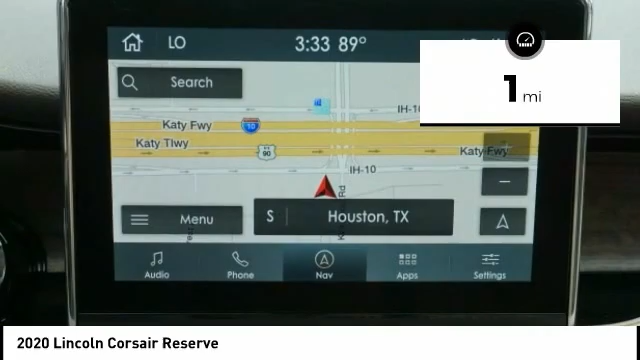 LO
3:33 89°
1 mi
Search
IH-10
Katy Fwy
10
Katy Tlwy
90
Katy Fwy
IH-10
Rd
Menu
S
Houston, TX
Audio
Phone
Nav
Apps
Settings
2020 Lincoln Corsair Reserve